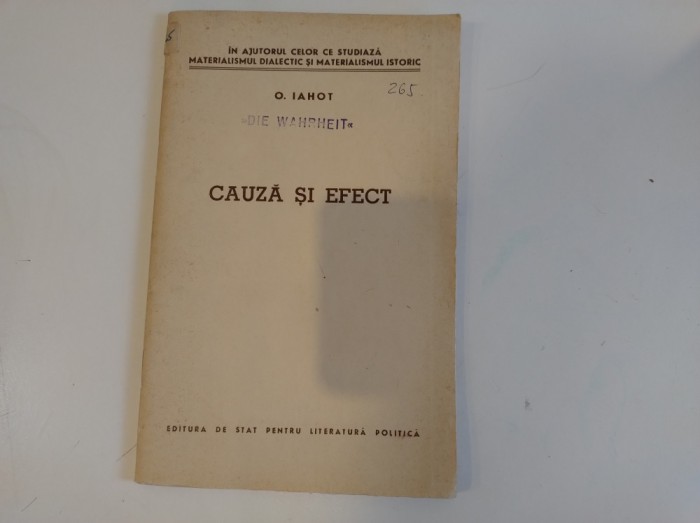 ÎN AJUTORUL CELOR CE STUDIAZĂ
MATERIALISMUL DIALECTIC ȘI MATERIALISMUL ISTORIC
265
O. IAHOT
»DIE WAHRHEIT«
CAUZĂ ȘI EFECT
EDITURA DE STAT PENTRU LITERATURĂ POLITICĂ